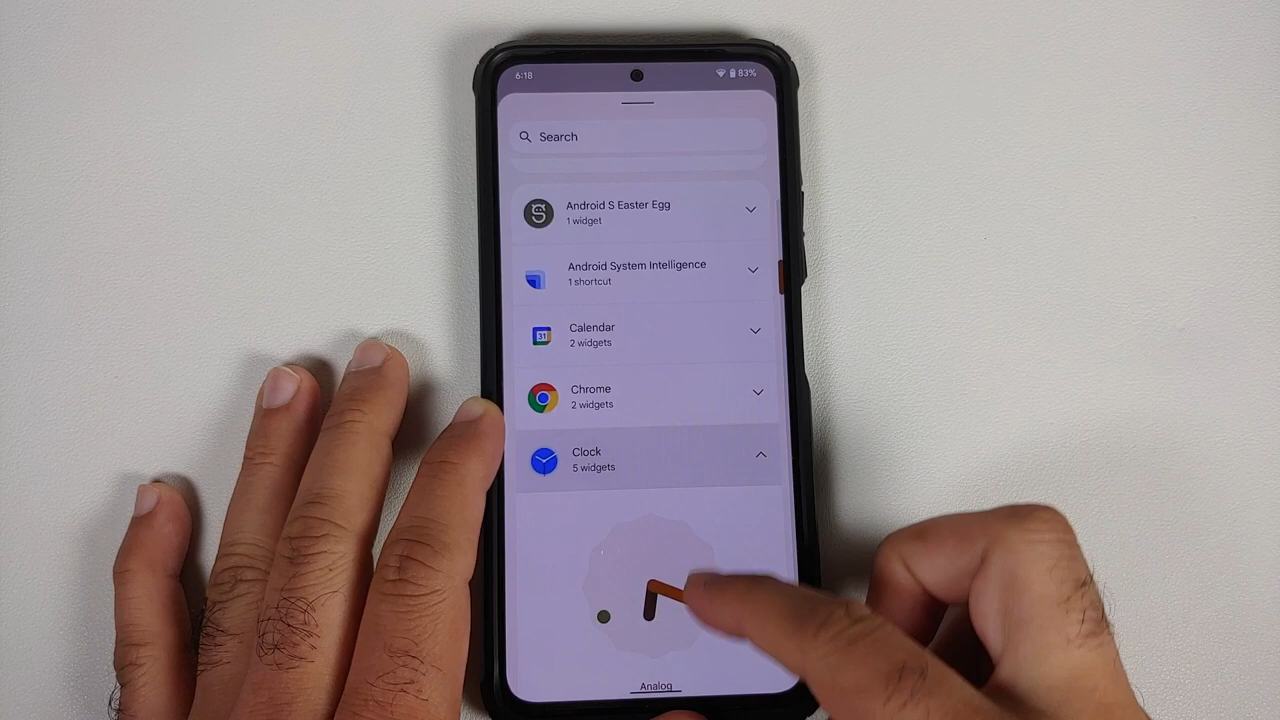 6:18
83%
Search
Android S Easter Egg
1 widget
Android System Intelligence
1 shortcut
31
Calendar
2 widgets
Chrome
2 widgets
Clock
5 widgets
Analog